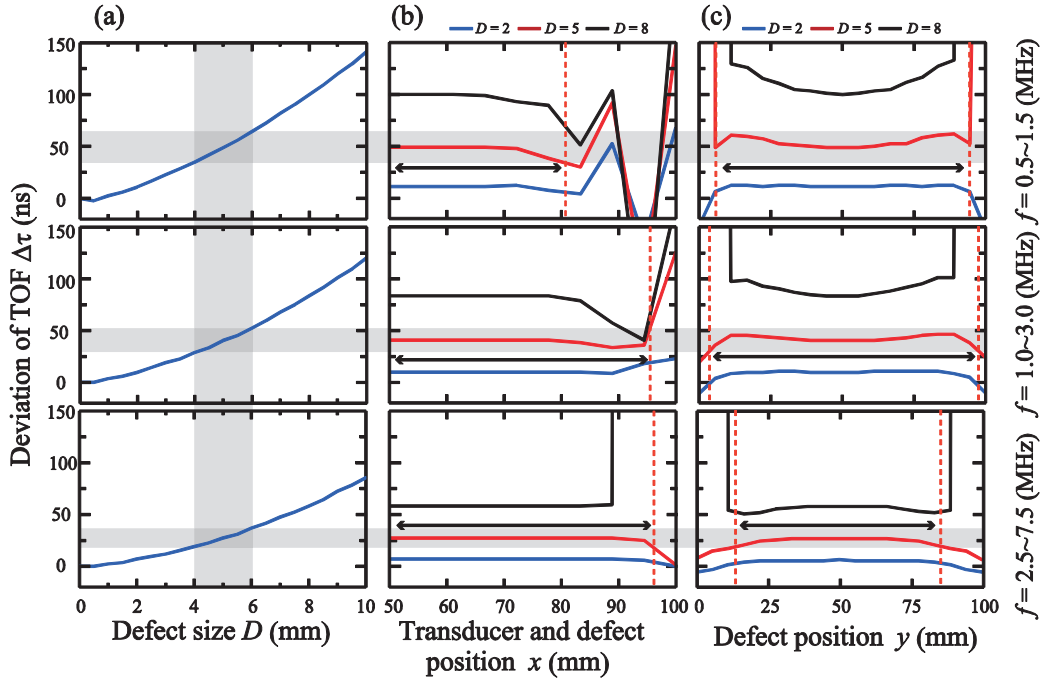 (a) (b) (c)
D = 2 D = 5 D = 8 D = 2 D = 5 D = 8
Deviation of TOF Δτ (ns)
150
100
50
0
f = 0.5~1.5 (MHz)
150
100
50
0
f = 1.0~3.0 (MHz)
150
100
50
0
f = 2.5~7.5 (MHz)
0 2 4 6 8 10 50 60 70 80 90 100 0 25 50 75 100
Defect size D (mm)
Transducer and defect
position x (mm)
Defect position y (mm)